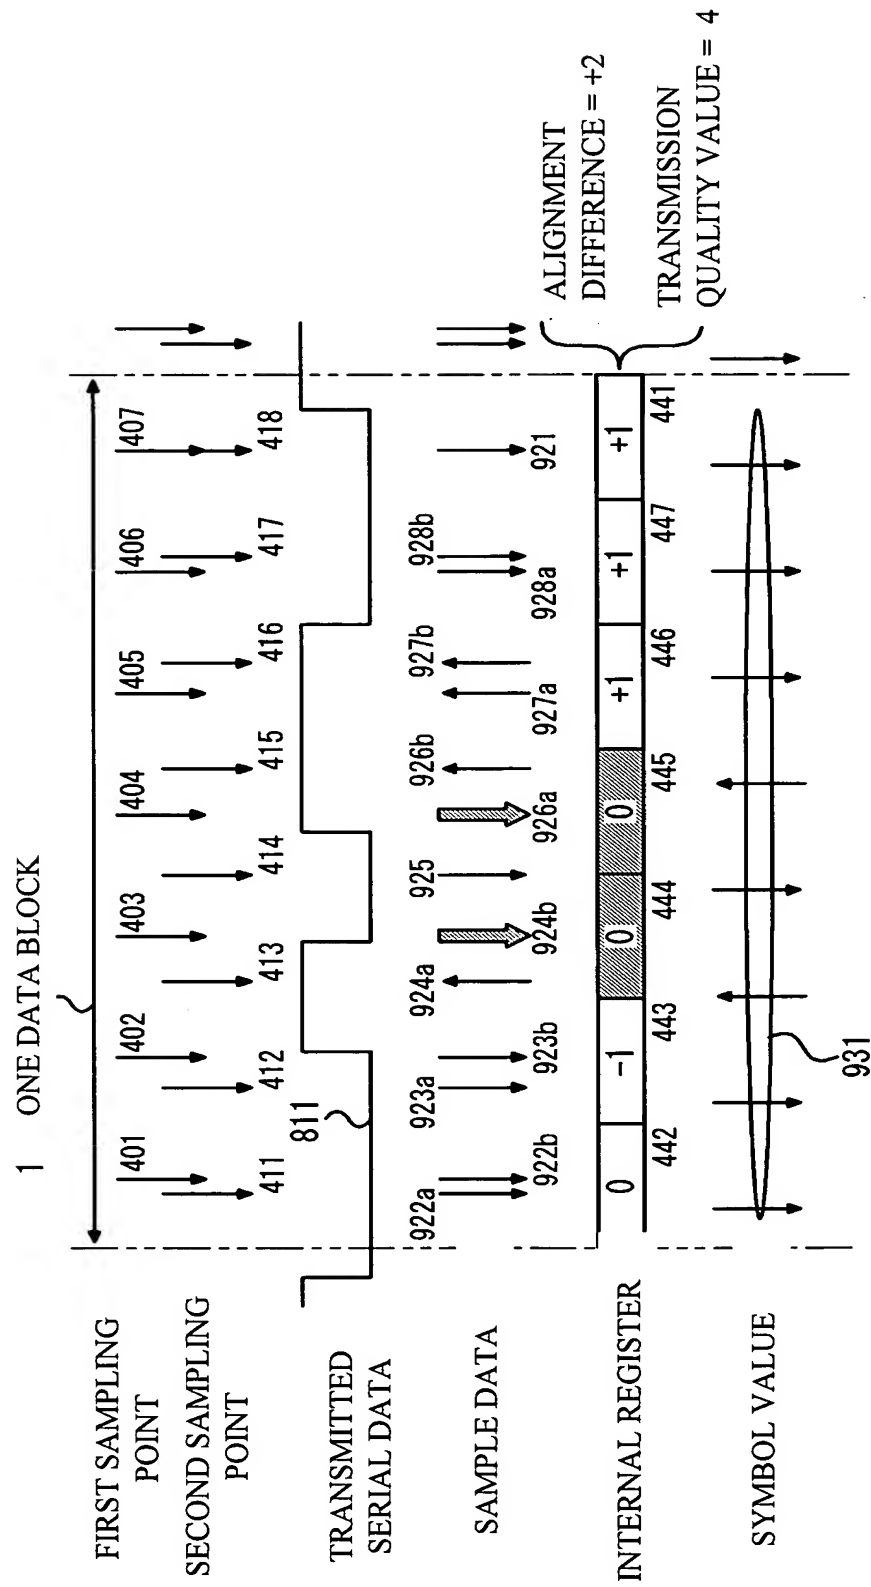 1 ONE DATA BLOCK
FIRST SAMPLING
POINT
401 402 403 404 405 406 407
SECOND SAMPLING
POINT
411 412 413 414 415 416 417 418
TRANSMITTED
SERIAL DATA
811
SAMPLE DATA
922a 923a 924a 925 926b 927b 928b
922b 923b 924b 926a 927a 928a 921
INTERNAL REGISTER
0 -1 0 0 +1 +1 +1
442 443 444 445 446 447 441
ALIGNMENT
DIFFERENCE = +2
TRANSMISSION
QUALITY VALUE = 4
SYMBOL VALUE
931